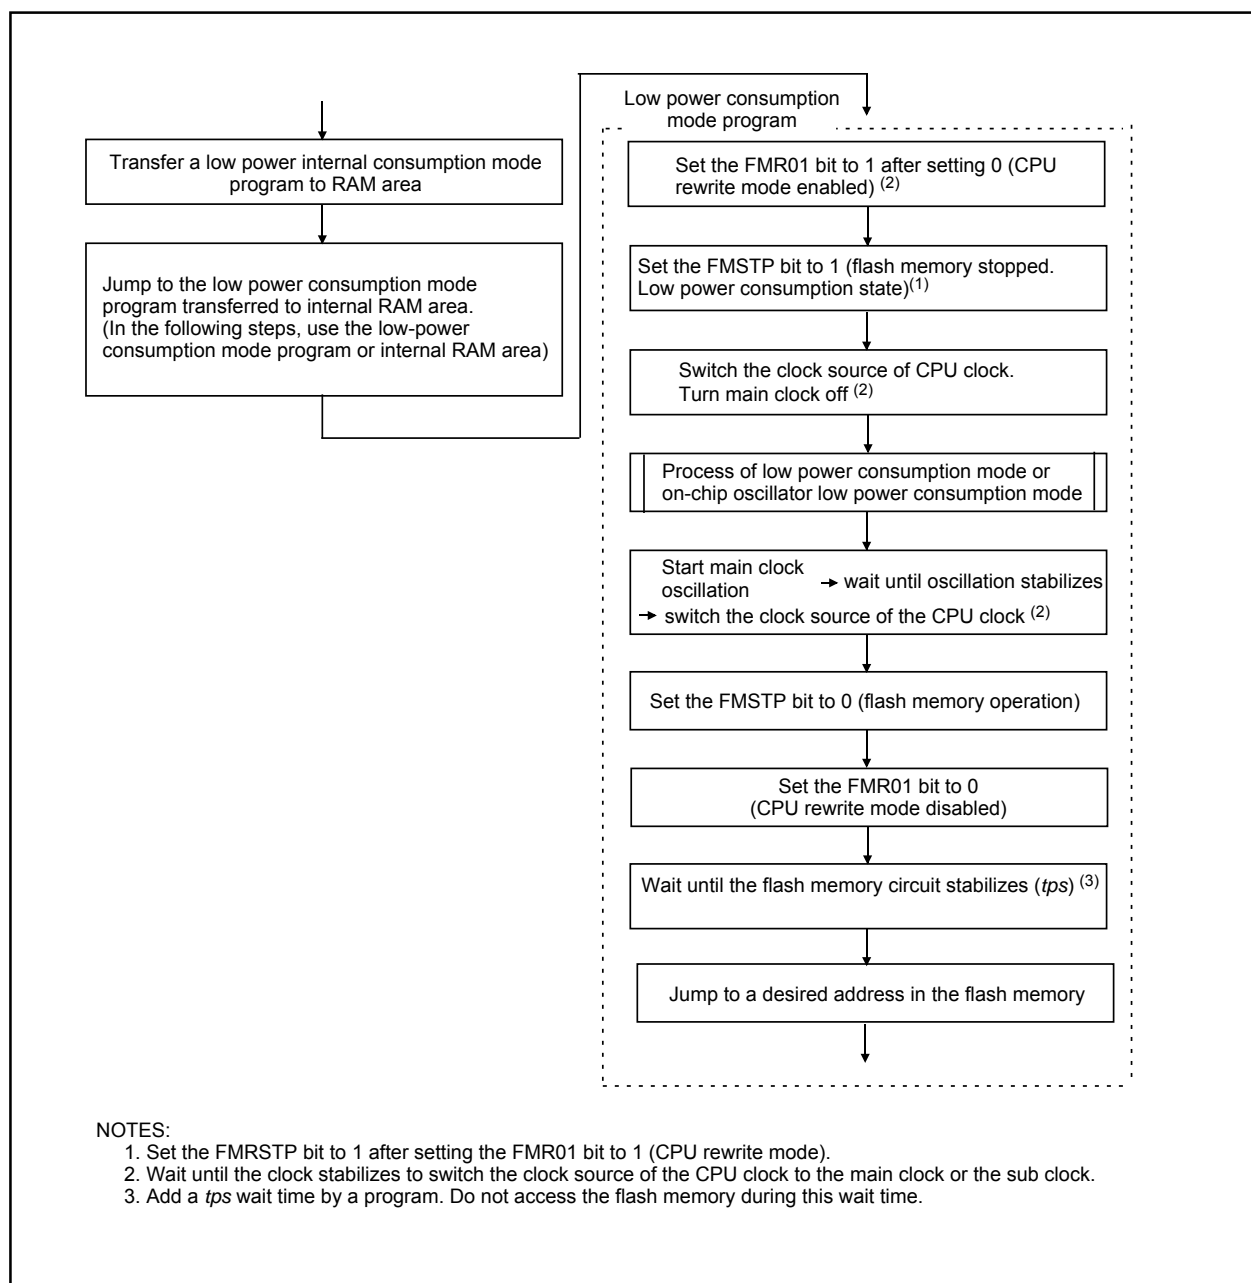 Transfer a low power internal consumption mode
program to RAM area
Jump to the low power consumption mode
program transferred to internal RAM area.
(In the following steps, use the low-power
consumption mode program or internal RAM area)
Low power consumption
mode program
Set the FMR01 bit to 1 after setting 0 (CPU
rewrite mode enabled) (2)
Set the FMSTP bit to 1 (flash memory stopped.
Low power consumption state)(1)
Switch the clock source of CPU clock.
Turn main clock off (2)
Process of low power consumption mode or
on-chip oscillator low power consumption mode
Start main clock
oscillation → wait until oscillation stabilizes
→ switch the clock source of the CPU clock (2)
Set the FMSTP bit to 0 (flash memory operation)
Set the FMR01 bit to 0
(CPU rewrite mode disabled)
Wait until the flash memory circuit stabilizes (tps) (3)
Jump to a desired address in the flash memory
NOTES:
1. Set the FMRSTP bit to 1 after setting the FMR01 bit to 1 (CPU rewrite mode).
2. Wait until the clock stabilizes to switch the clock source of the CPU clock to the main clock or the sub clock.
3. Add a tps wait time by a program. Do not access the flash memory during this wait time.